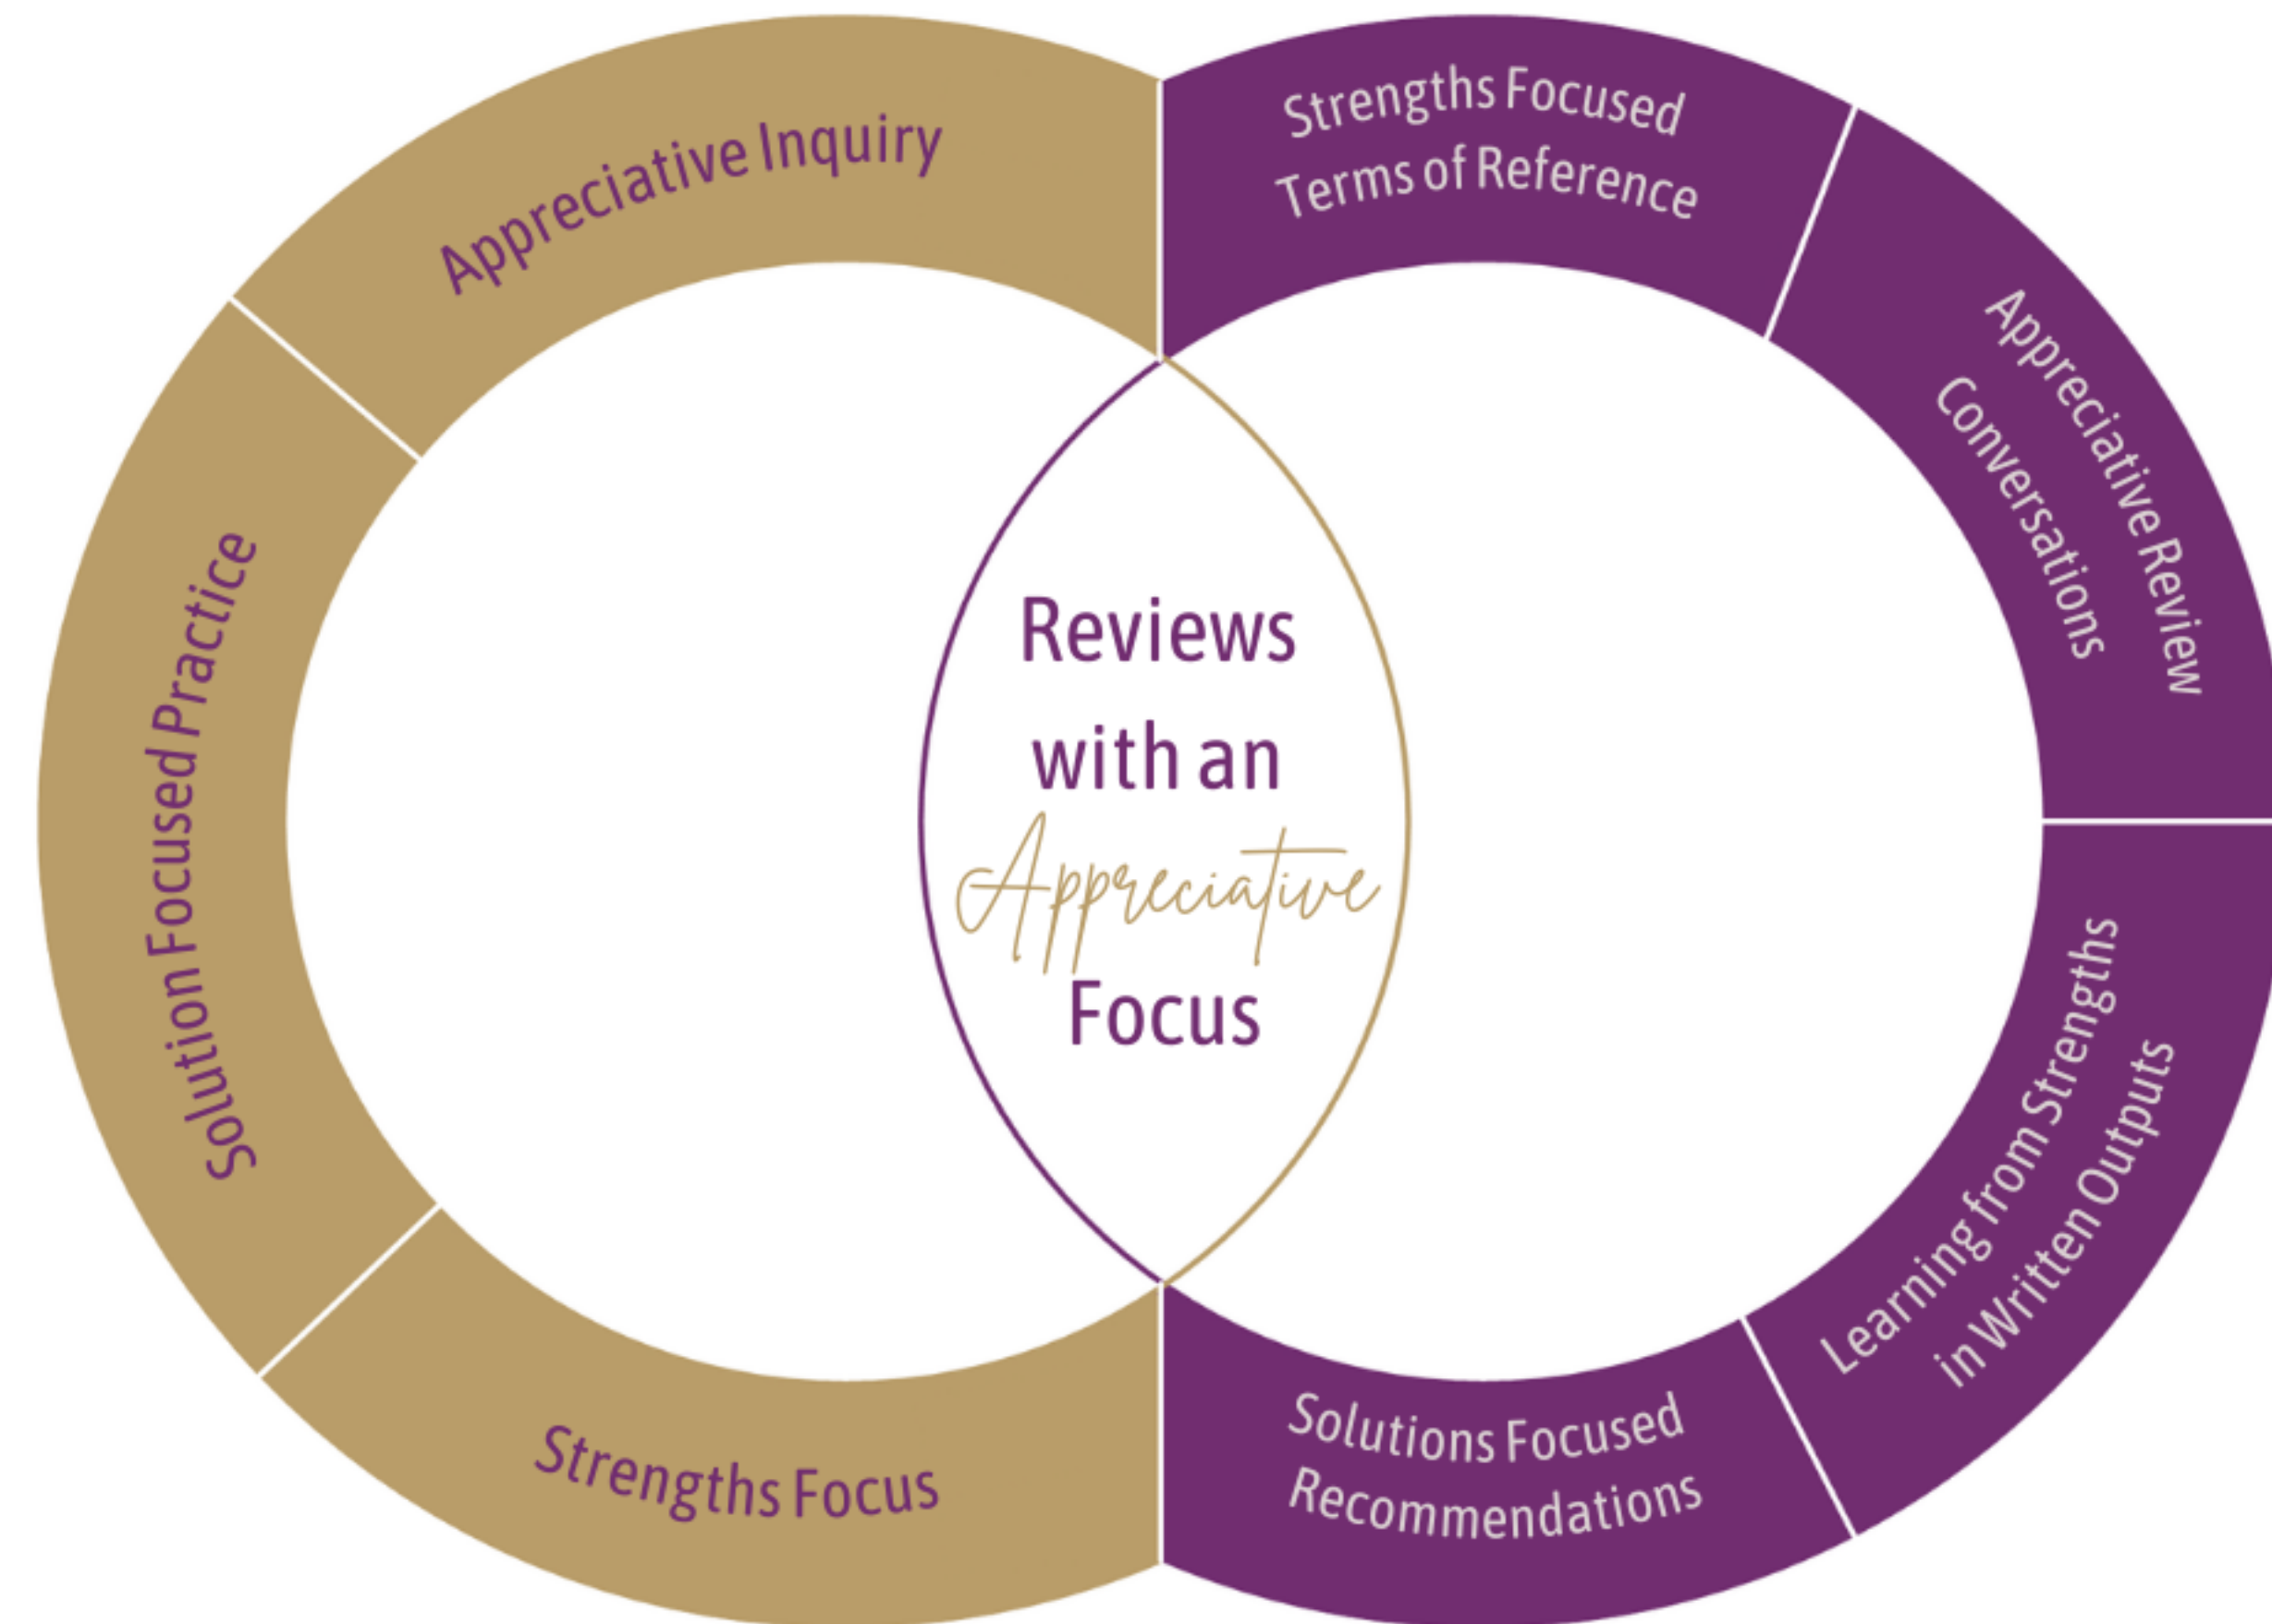 Appreciative Inquiry
Solution Focused Practice
Strengths Focus
Reviews
with an
Appreciative
Focus
Strengths Focused
Terms of Reference
Appreciative Review
Conversations
Learning from Strengths
in Written Outputs
Solutions Focused
Recommendations